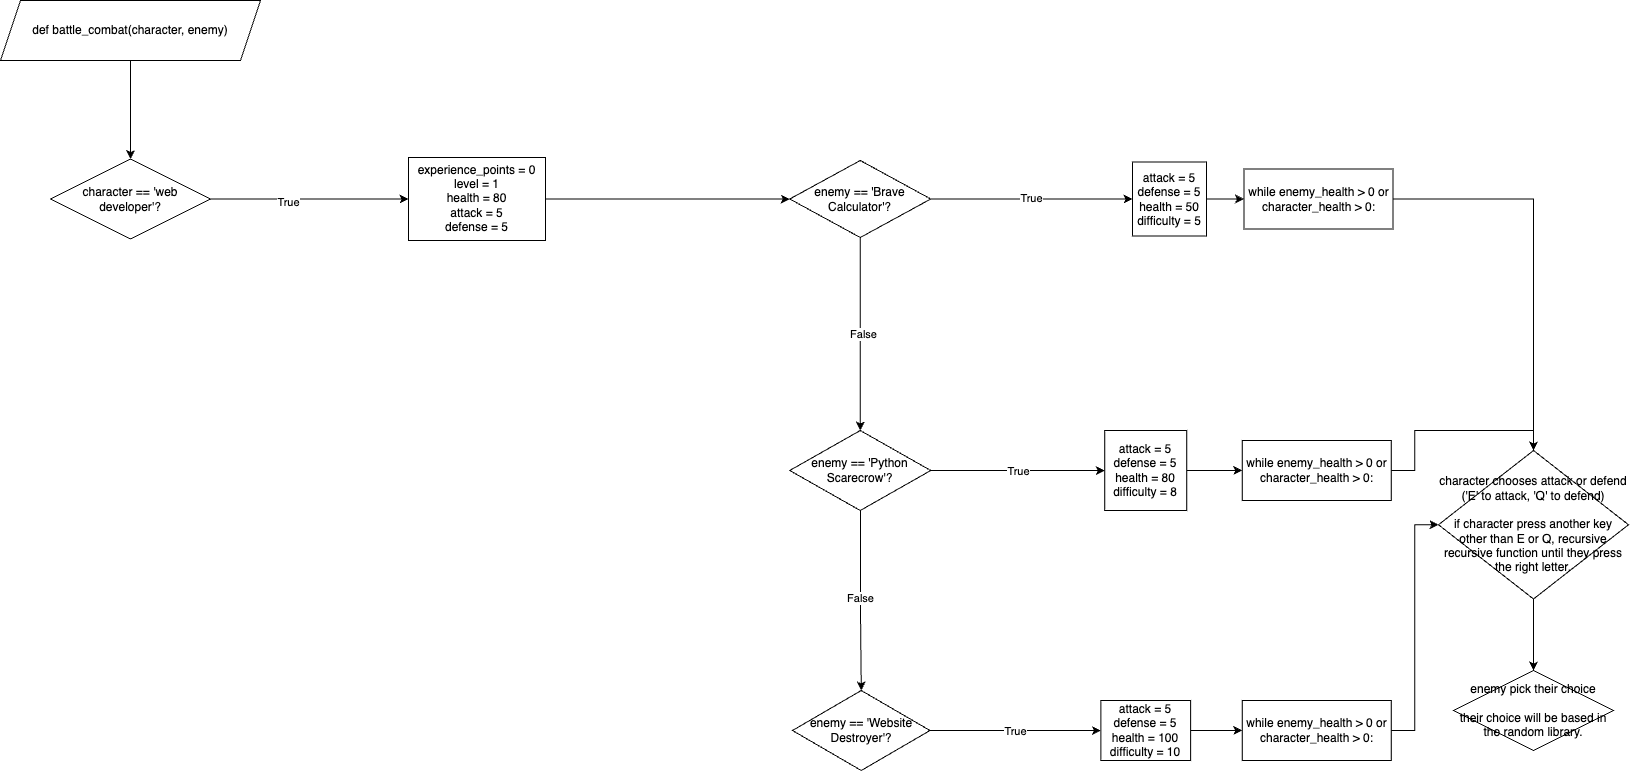 def battle_combat(character, enemy)
character == 'web
developer'?
True
experience_points = 0
level = 1
health = 80
attack = 5
defense = 5
enemy == 'Brave
Calculator'?
True
attack = 5
defense = 5
health = 50
difficulty = 5
while enemy_health > 0 or
character_health > 0:
False
enemy == 'Python
Scarecrow'?
True
attack = 5
defense = 5
health = 80
difficulty = 8
while enemy_health > 0 or
character_health > 0:
character chooses attack or defend
('E' to attack, 'Q' to defend)
if character press another key
other than E or Q, recursive
recursive function until they press
the right letter
False
enemy == 'Website
Destroyer'?
True
attack = 5
defense = 5
health = 100
difficulty = 10
while enemy_health > 0 or
character_health > 0:
enemy pick their choice
their choice will be based in
the random library.